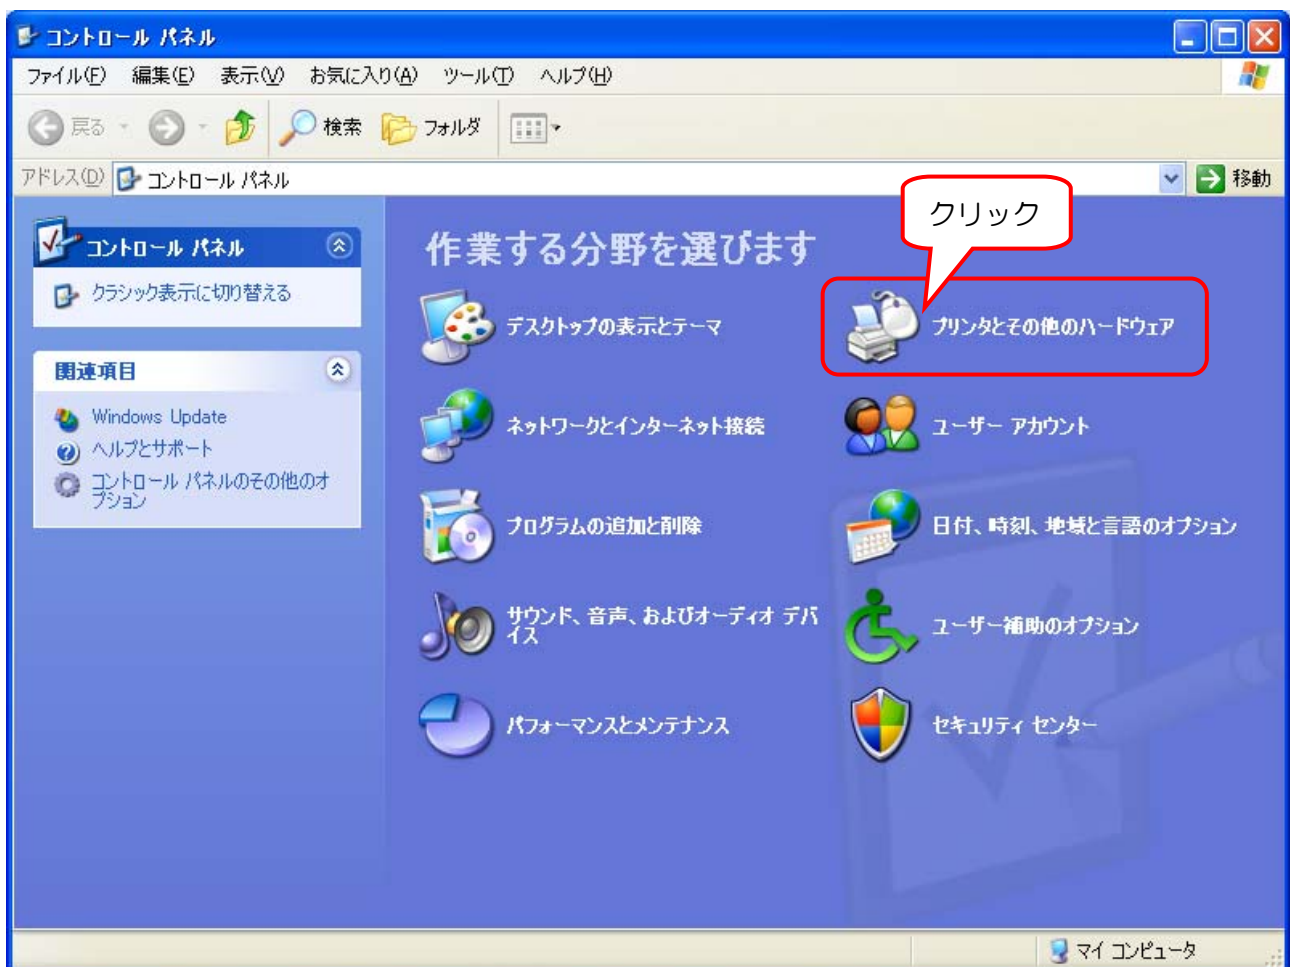 コントロール パネル
ファイル(F) 編集(E) 表示(V) お気に入り(A) ツール(T) ヘルプ(H)
戻る 検索 フォルダ
アドレス(D) コントロール パネル 移動
クリック
コントロール パネル
クラシック表示に切り替える
関連項目
Windows Update
ヘルプとサポート
コントロール パネルのその他のオ
プション
作業する分野を選びます
デスクトップの表示とテーマ
プリンタとその他のハードウェア
ネットワークとインターネット接続
ユーザー アカウント
プログラムの追加と削除
日付、時刻、地域と言語のオプション
サウンド、音声、およびオーディオ デバ
イス
ユーザー補助のオプション
パフォーマンスとメンテナンス
セキュリティ センター
マイ コンピュータ